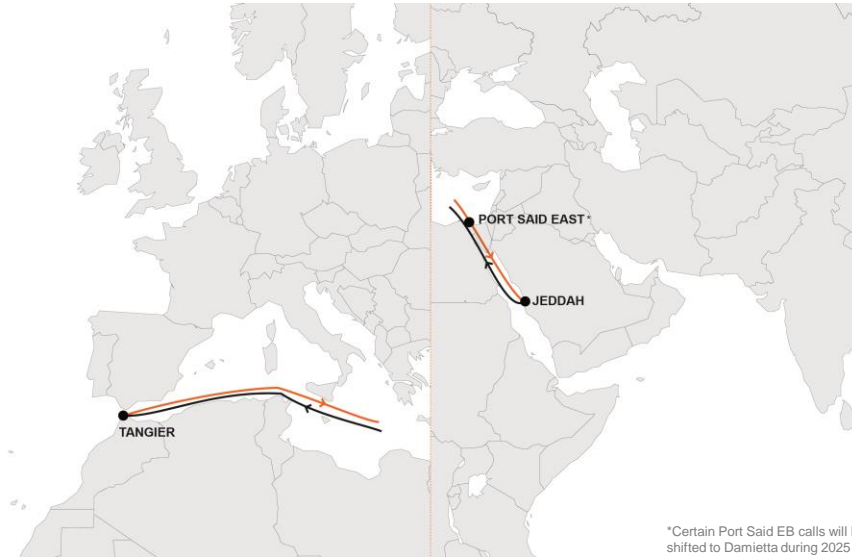 PORT SAID EAST*
JEDDAH
TANGIER
*Certain Port Said EB calls will
shifted to Damietta during 2025